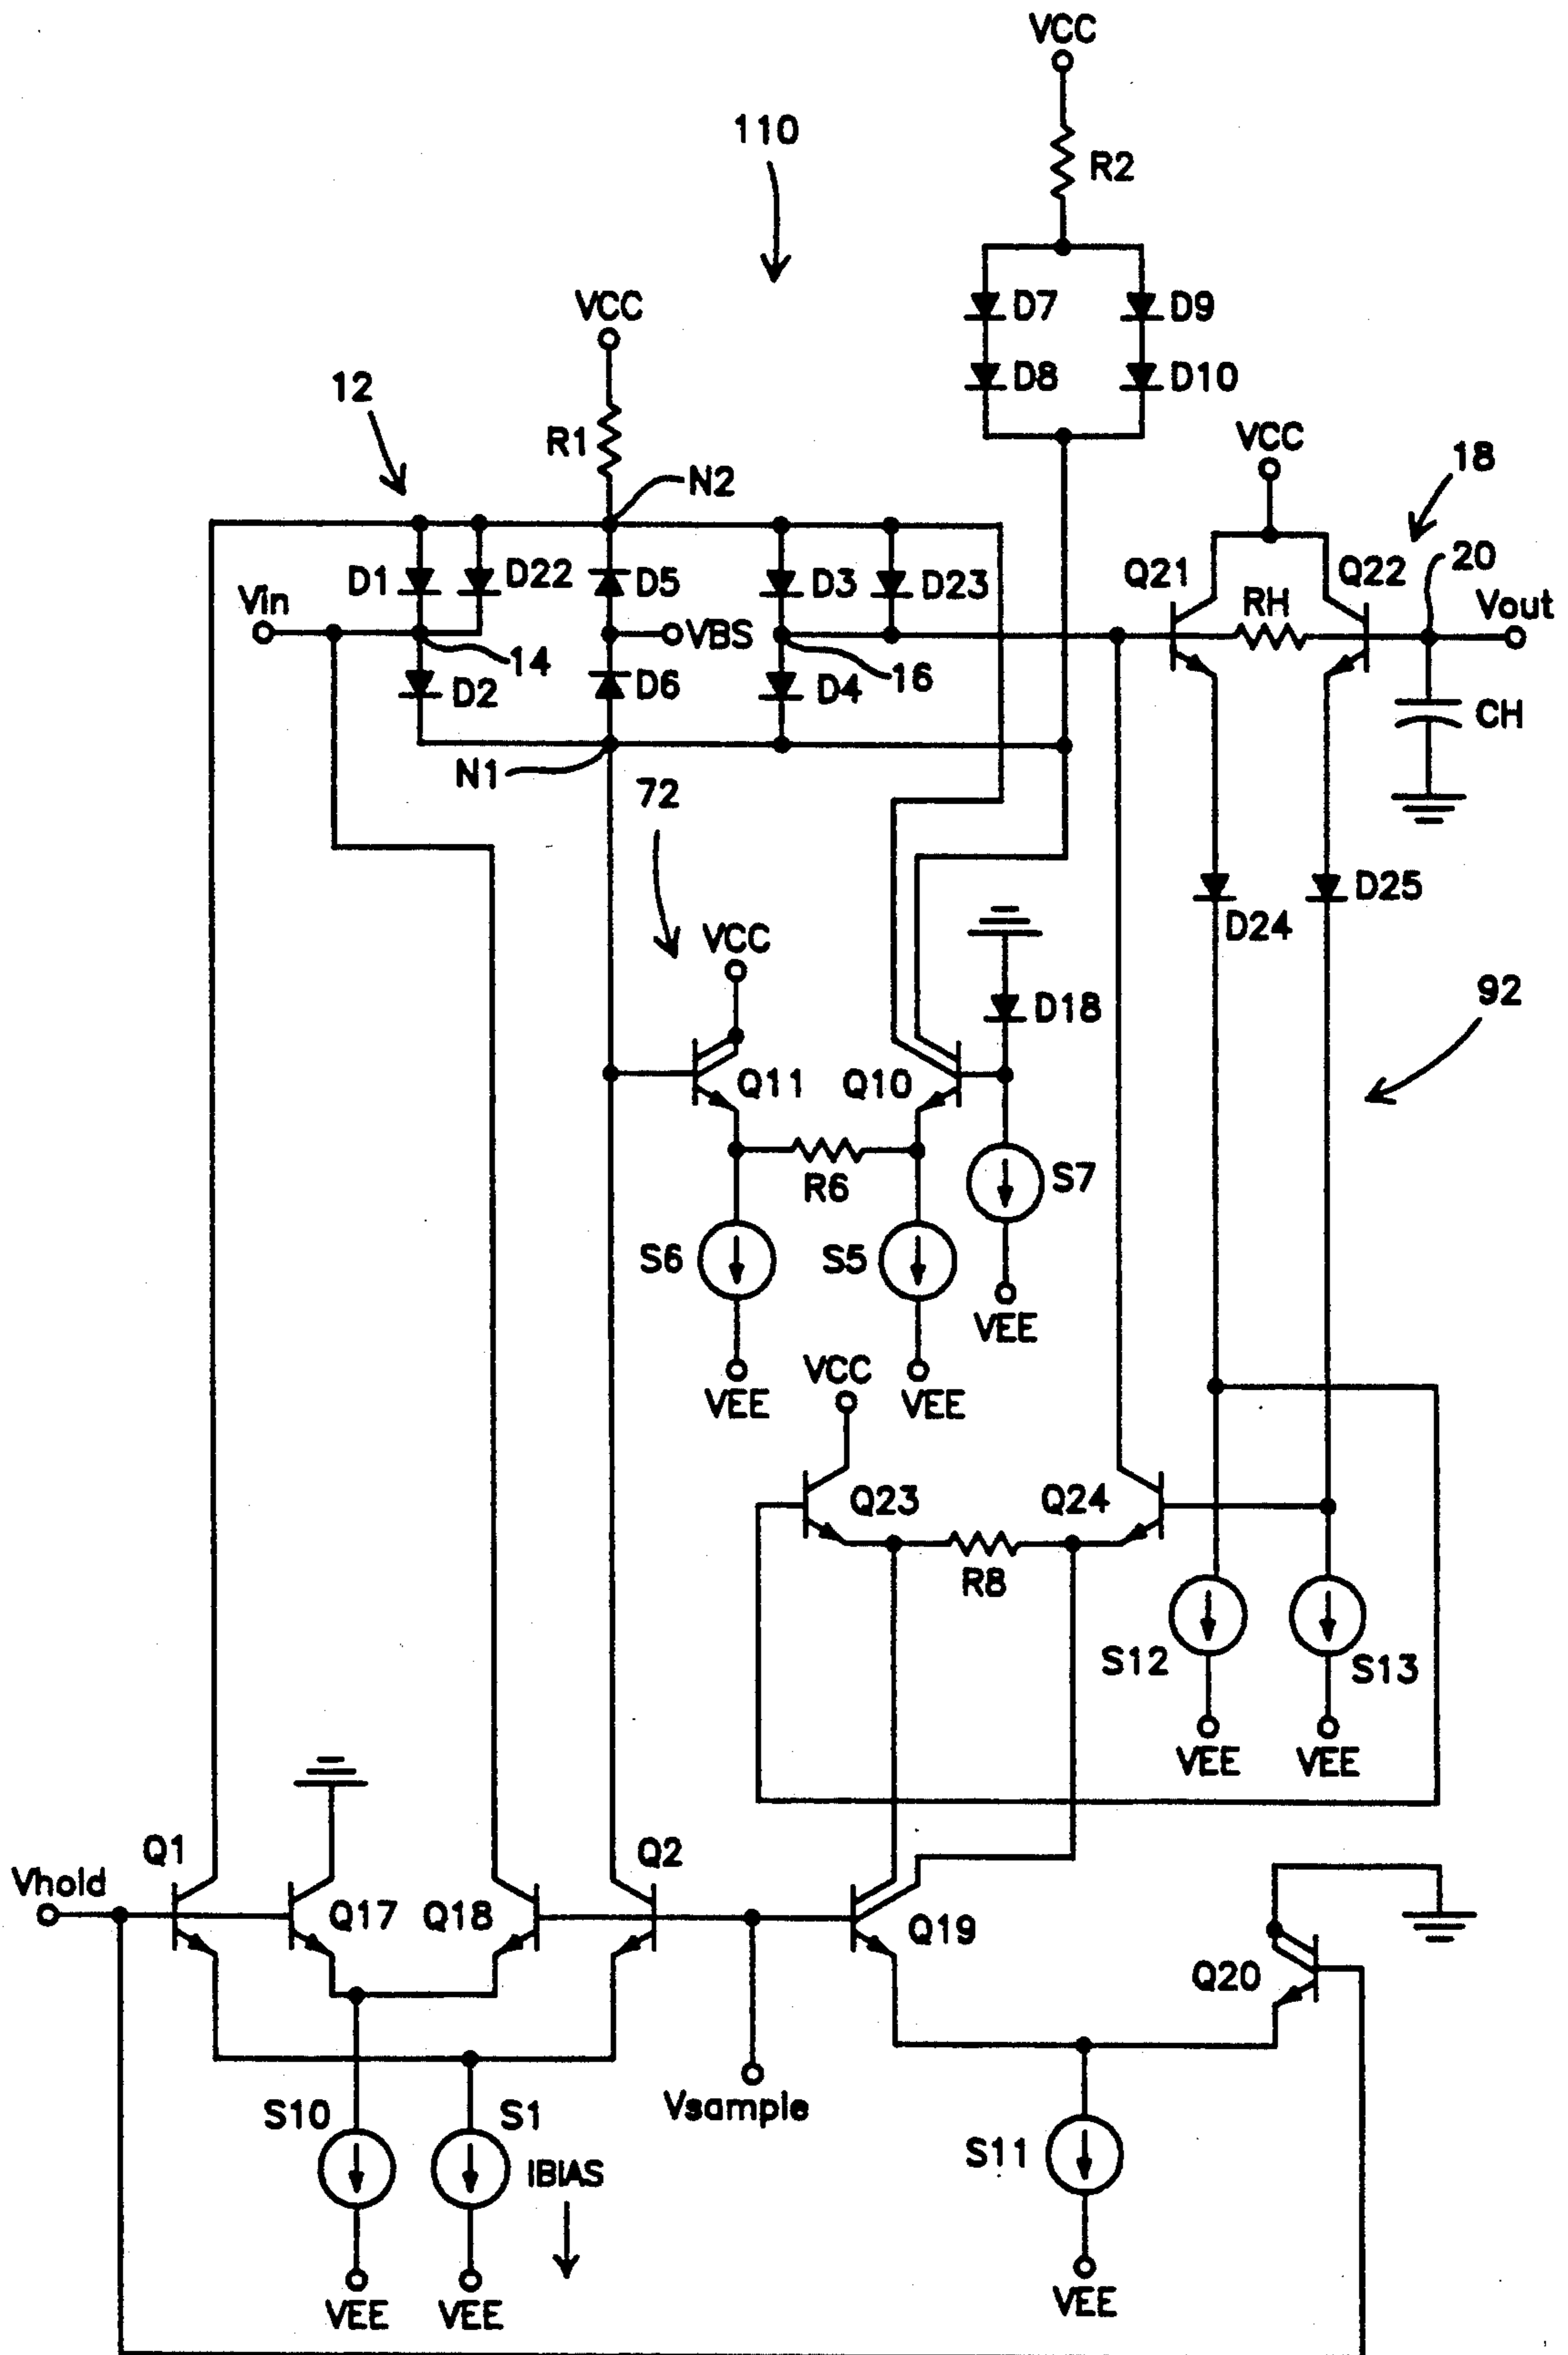 VCC
110
R2
VCC
D7
D9
12
D8
D10
R1
VCC
18
N2
Q21
Q22
20
Vin
D1
D22
D5
D3
D23
RH
Vout
VBS
14
D2
D6
D4
16
CH
N1
72
D25
D24
VCC
92
D18
Q11
Q10
S7
R6
S6
S5
VEE
VCC
VEE
VEE
Q23
Q24
R8
S12
S13
VEE
VEE
Q1
Q2
Vhold
Q17
Q18
Q19
Q20
Vsample
S10
S1
S11
IBIAS
VEE
VEE
VEE